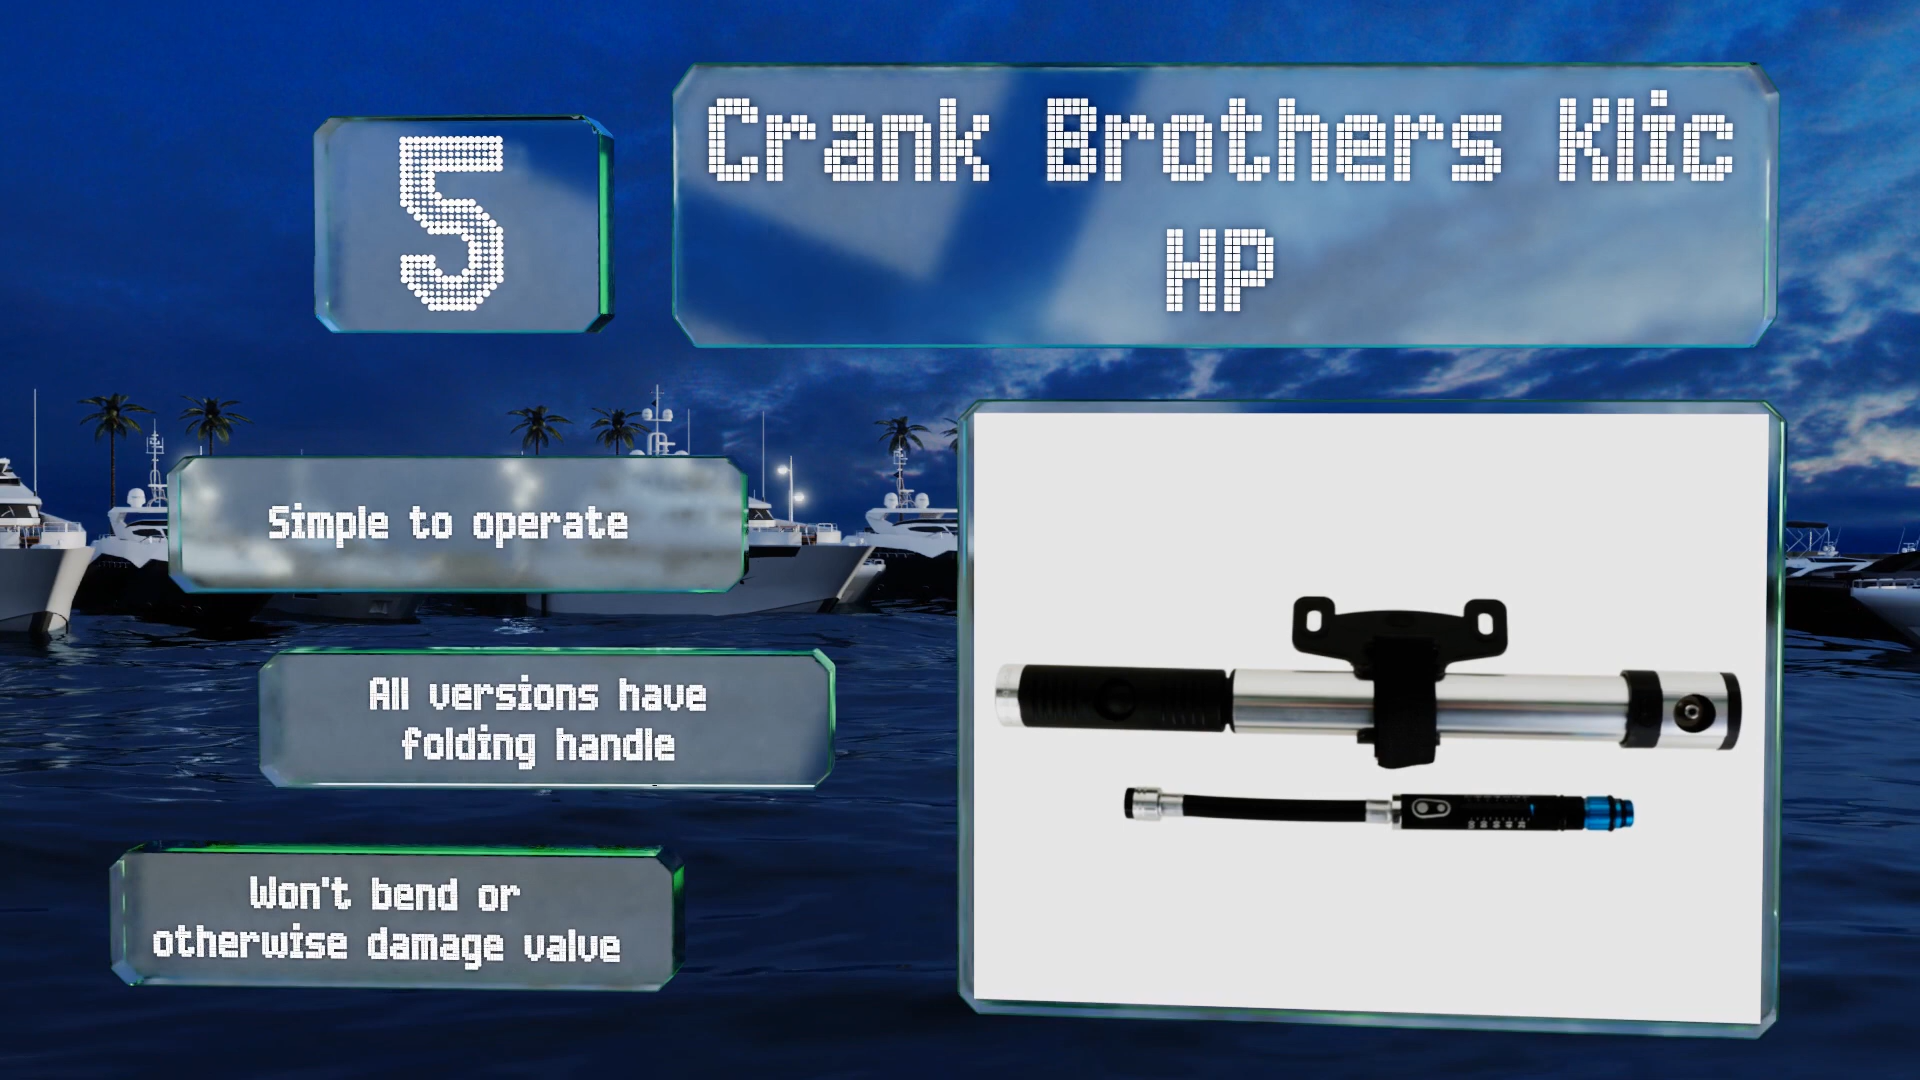 5
Crank Brothers Klic
HP
Simple to operate
All versions have
folding handle
Won't bend or
otherwise damage valve